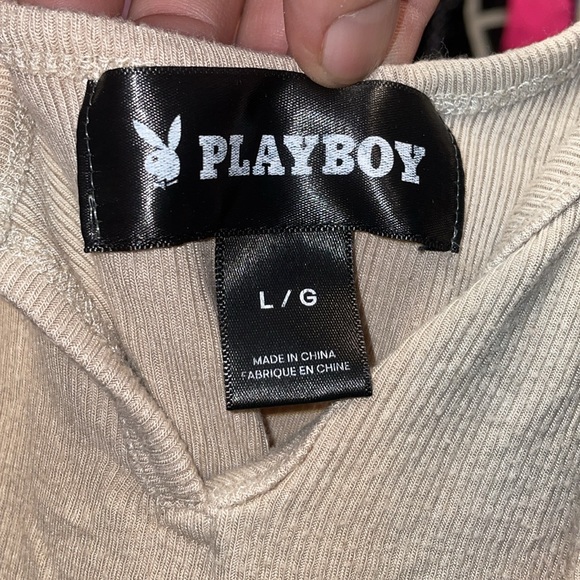 PLAYBOY
L / G
MADE IN CHINA
FABRIQUE EN CHINE